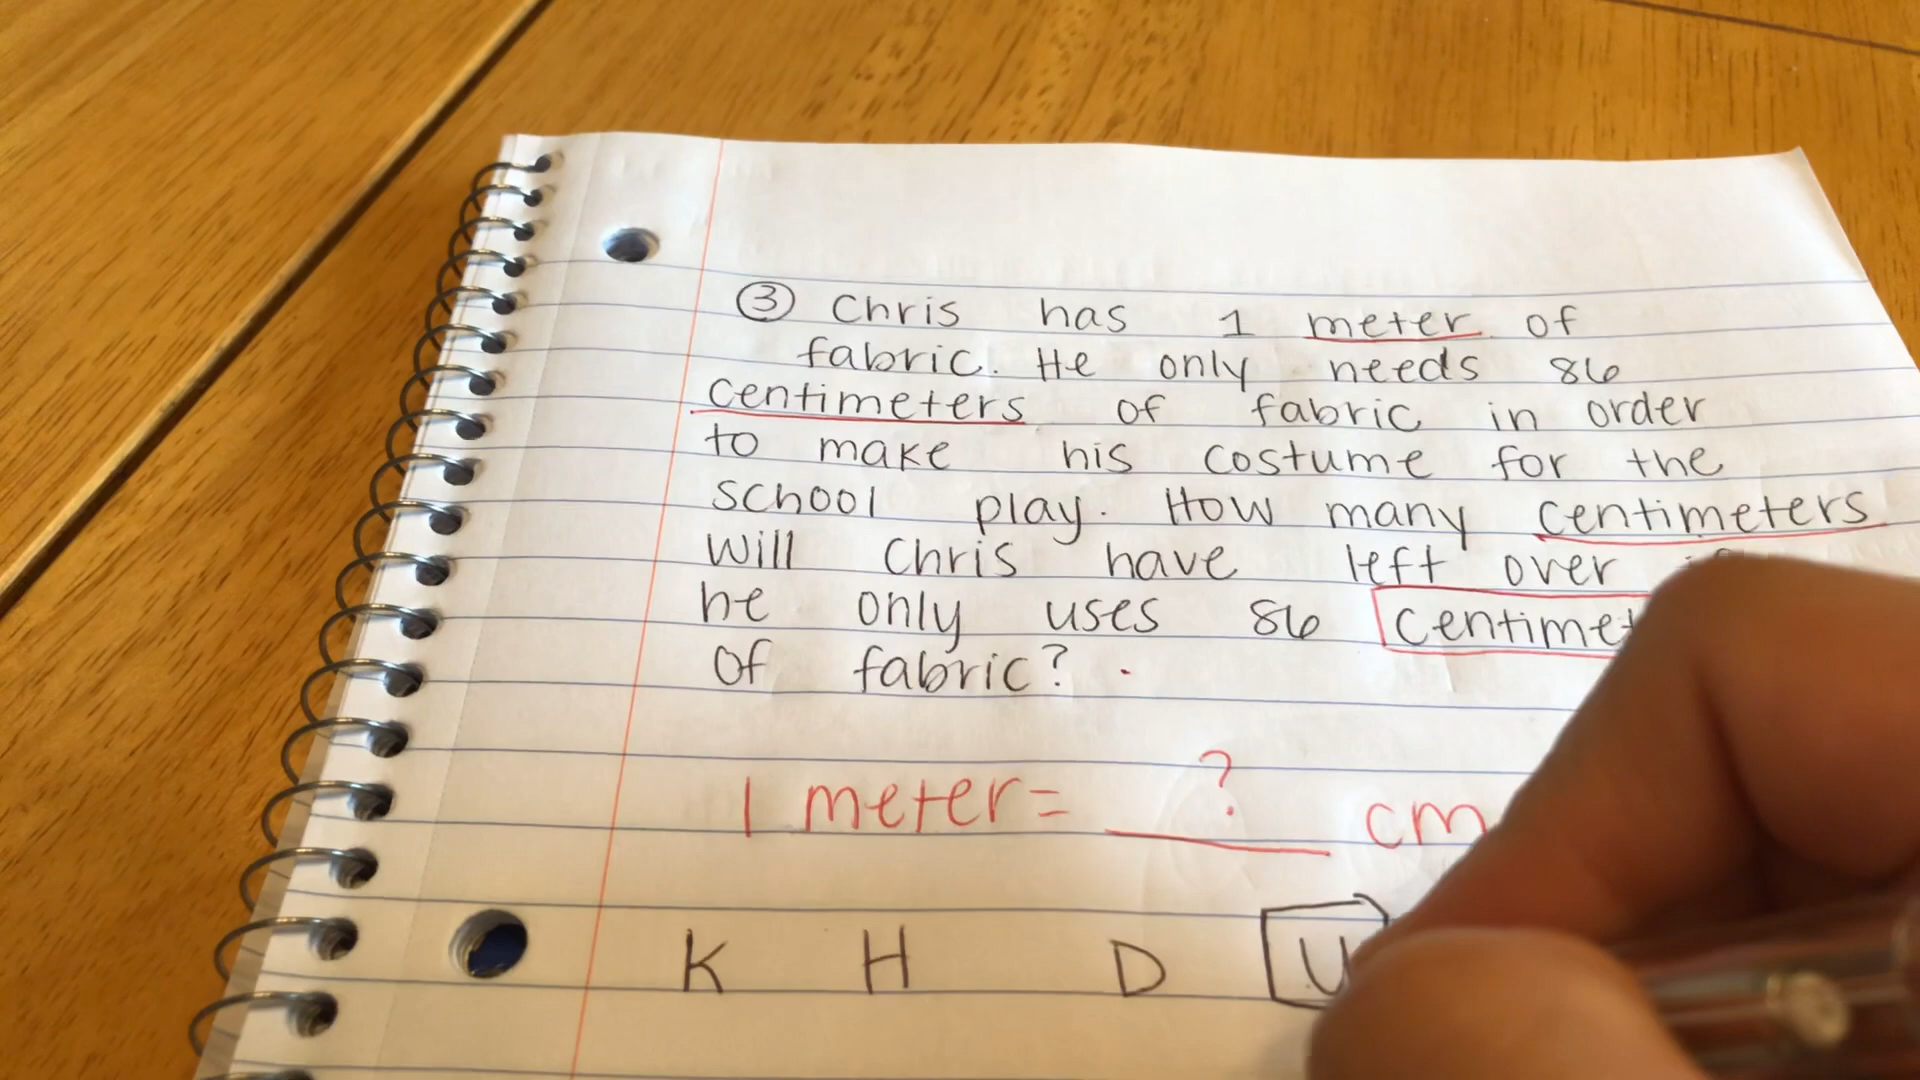 ③ Chris has 1 meter of
fabric. He only needs 86
centimeters of fabric in order
to make his costume for the
school play. How many centimeters
will Chris have left over
he only uses 86 centimet
of fabric?
1 meter = ? cm
K H D U